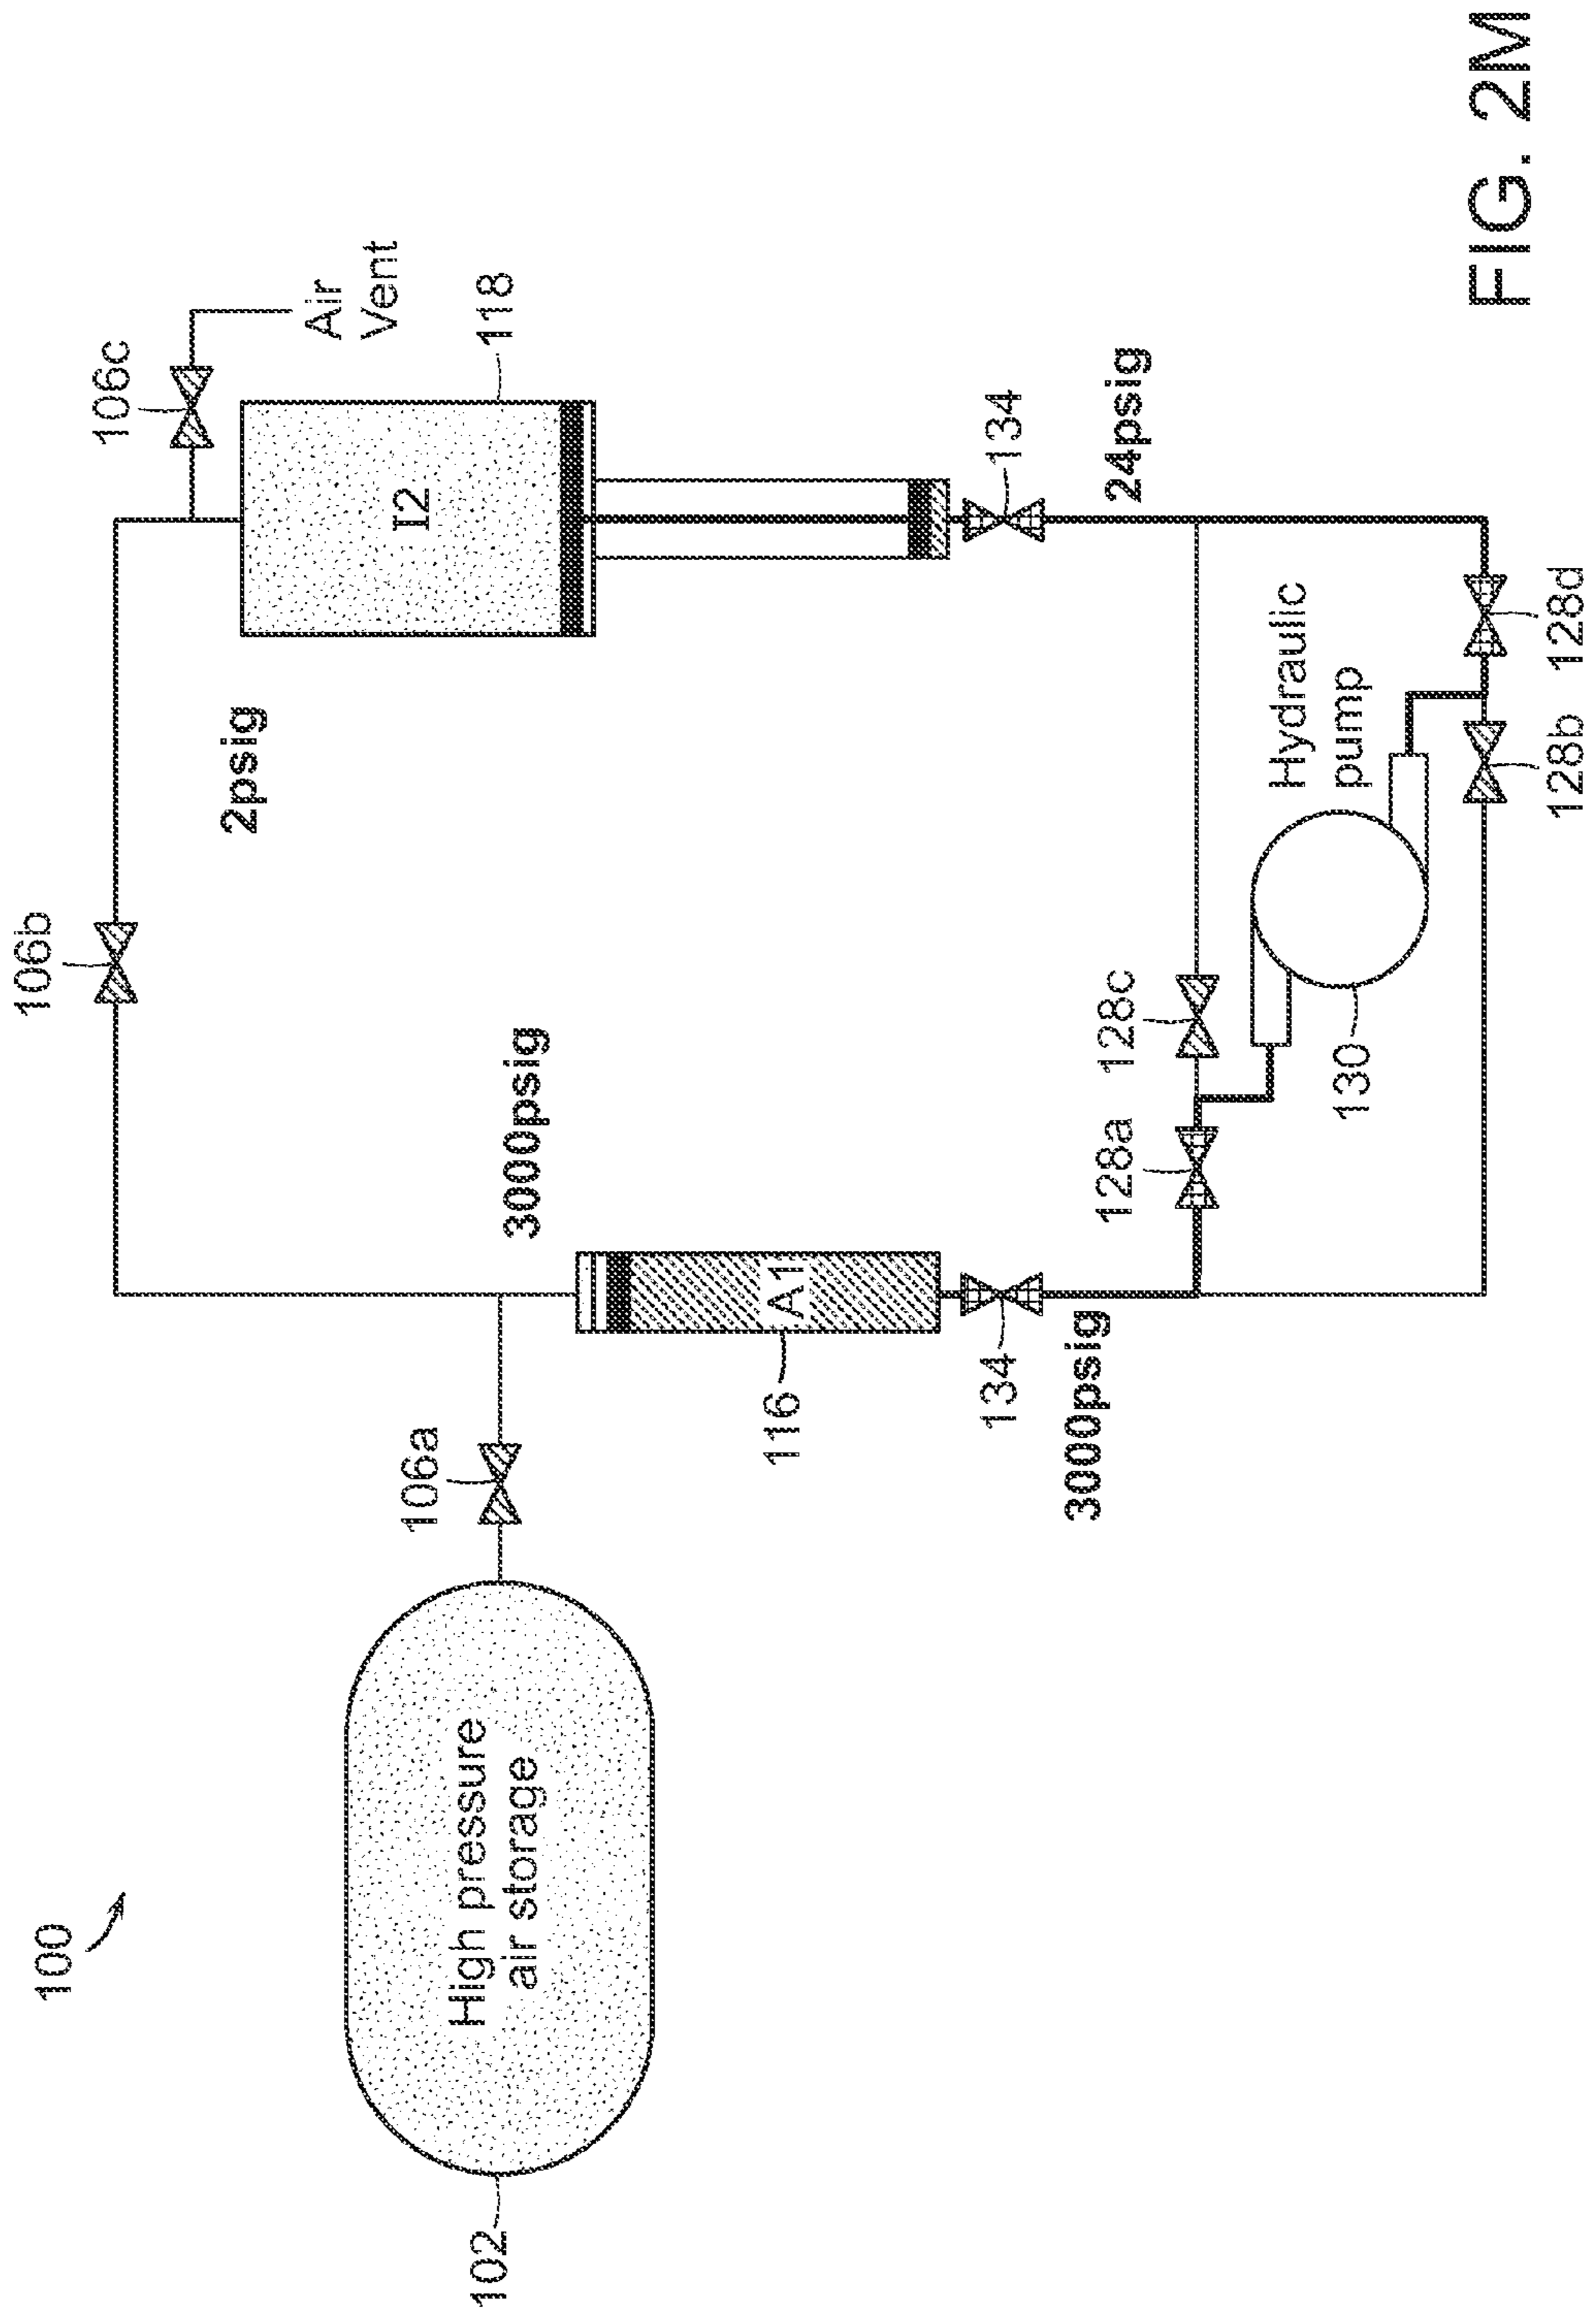 100
102
High pressure
air storage
106a
106b
106c
Air
Vent
118
I2
2psig
3000psig
116
A1
134
3000psig
134
24psig
128a
128c
Hydraulic
pump
130
128b
128d
FIG. 2M